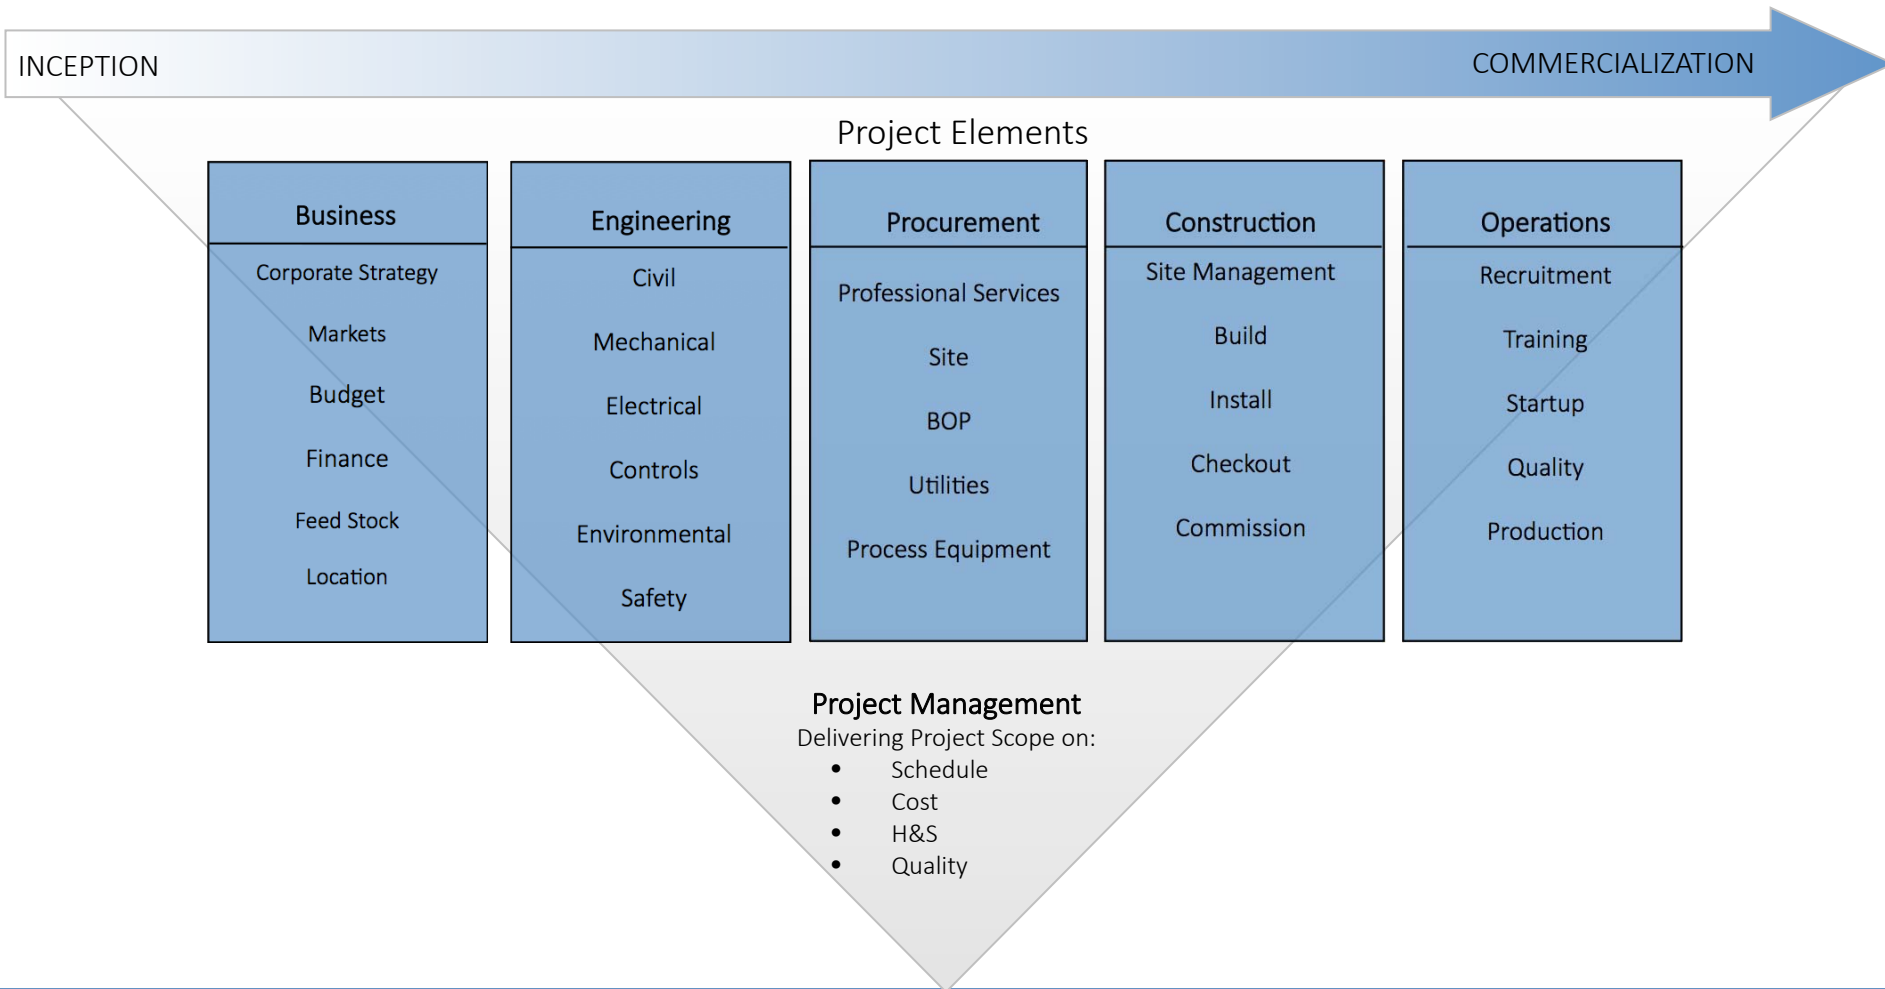 INCEPTION
COMMERCIALIZATION
Project Elements
Business
Corporate Strategy
Markets
Budget
Finance
Feed Stock
Location
Engineering
Civil
Mechanical
Electrical
Controls
Environmental
Safety
Procurement
Professional Services
Site
BOP
Utilities
Process Equipment
Construction
Site Management
Build
Install
Checkout
Commission
Operations
Recruitment
Training
Startup
Quality
Production
Project Management
Delivering Project Scope on:
• Schedule
• Cost
• H&S
• Quality